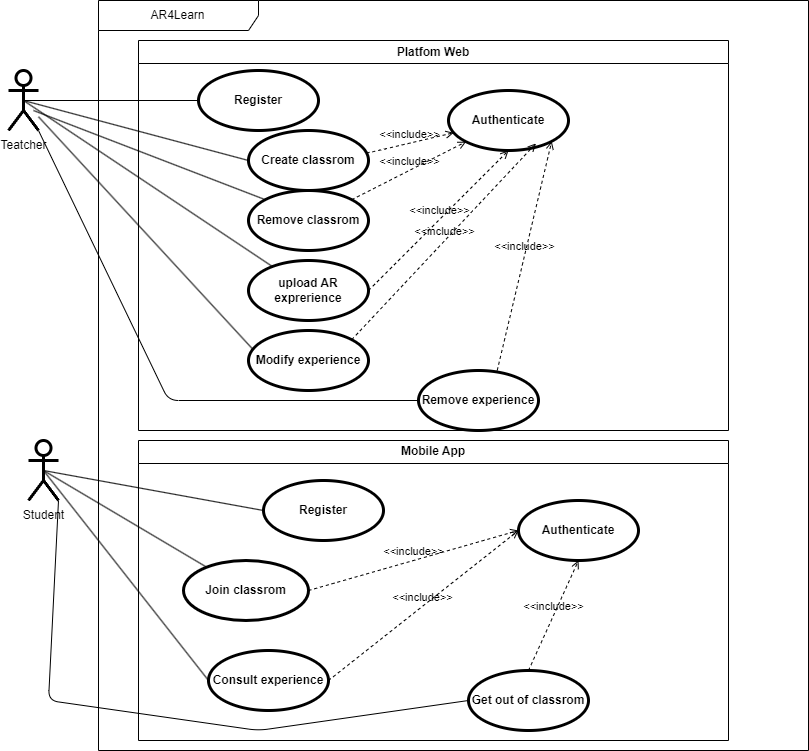 AR4Learn
Platfom Web
Register
Authenticate
Teatcher
<<include>>
Create classrom
<<include>>
Remove classrom
<<include>>
<<include>>
<<include>>
upload AR
exprerience
Modify experience
Remove experience
Mobile App
Student
Register
Authenticate
<<include>>
Join classrom
<<include>>
<<include>>
Consult experience
Get out of classrom